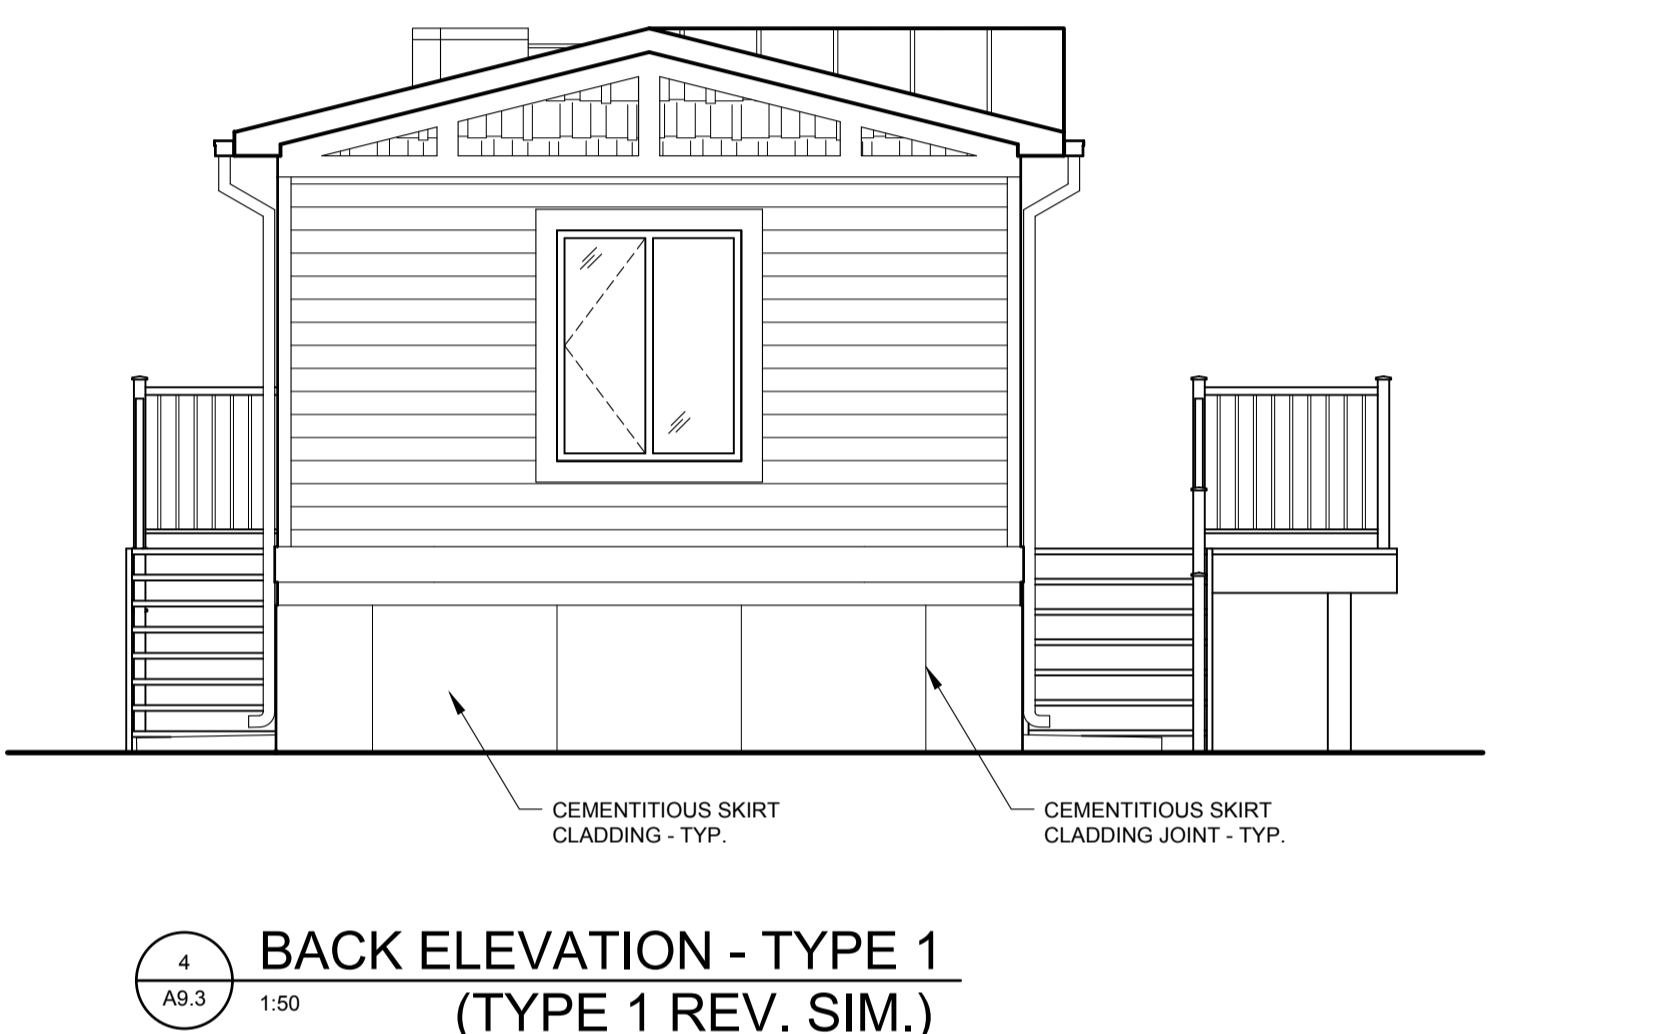 CEMENTITIOUS SKIRT
CLADDING - TYP.
CEMENTITIOUS SKIRT
CLADDING JOINT - TYP.
4
A9.3
BACK ELEVATION - TYPE 1
1:50
(TYPE 1 REV. SIM.)